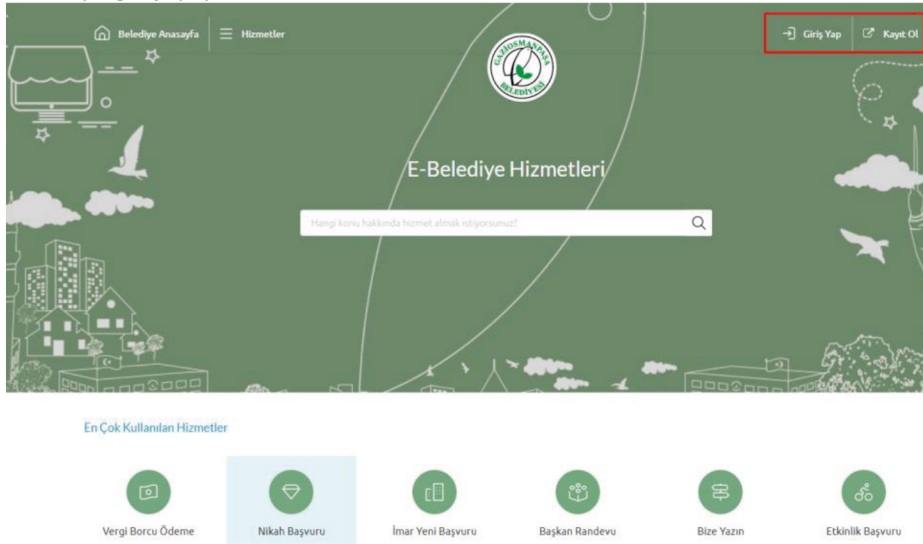 Belediye Anasayfa
Hizmetler
Giriş Yap
Kayıt Ol
GAZİOSMANPAŞA
BELEDİYESİ
E-Belediye Hizmetleri
Hangi konu hakkında hizmet almak istiyorsunuz?
En Çok Kullanılan Hizmetler
Vergi Borcu Ödeme
Nikah Başvuru
İmar Yeni Başvuru
Başkan Randevu
Bize Yazın
Etkinlik Başvuru